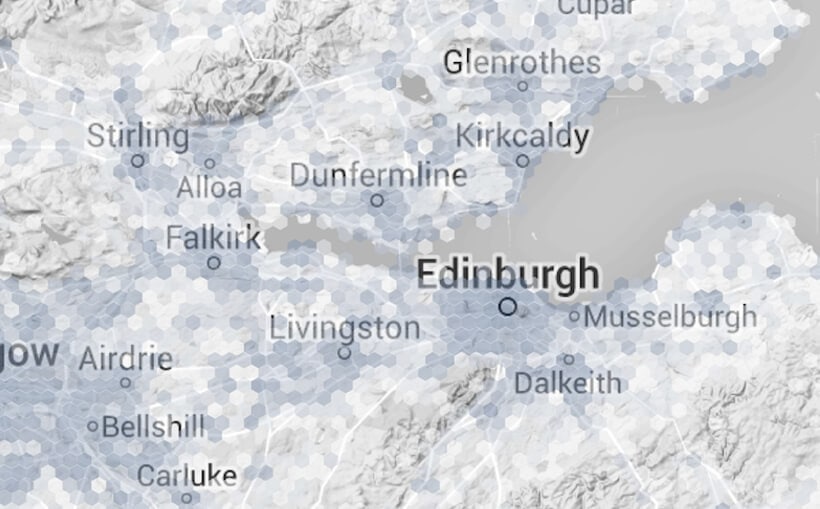 Cupar
Glenrothes
Stirling
Kirkcaldy
Alloa
Dunfermline
Falkirk
Edinburgh
Livingston
Musselburgh
gow
Airdrie
Dalkeith
Bellshill
Carluke